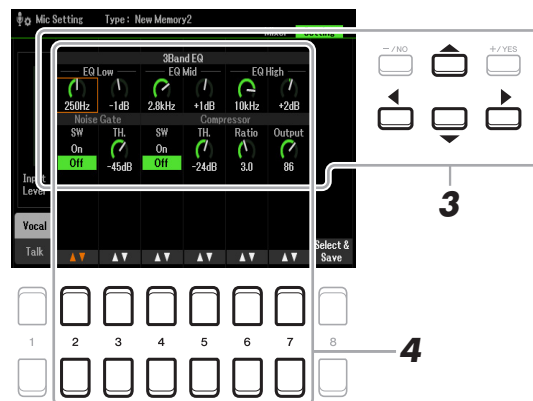 Mic Setting Type : New Memory2
3Band EQ
EQ Low EQ Mid EQ High
250Hz -1dB 2.8kHz +1dB 10kHz +2dB
Noise Gate Compressor
SW TH. SW TH. Ratio Output
On On
Off -45dB Off -24dB 3.0 86
Input
Level
Vocal
Talk
Select &
Save
-/NO +/YES
3
1 2 3 4 5 6 7 8
4